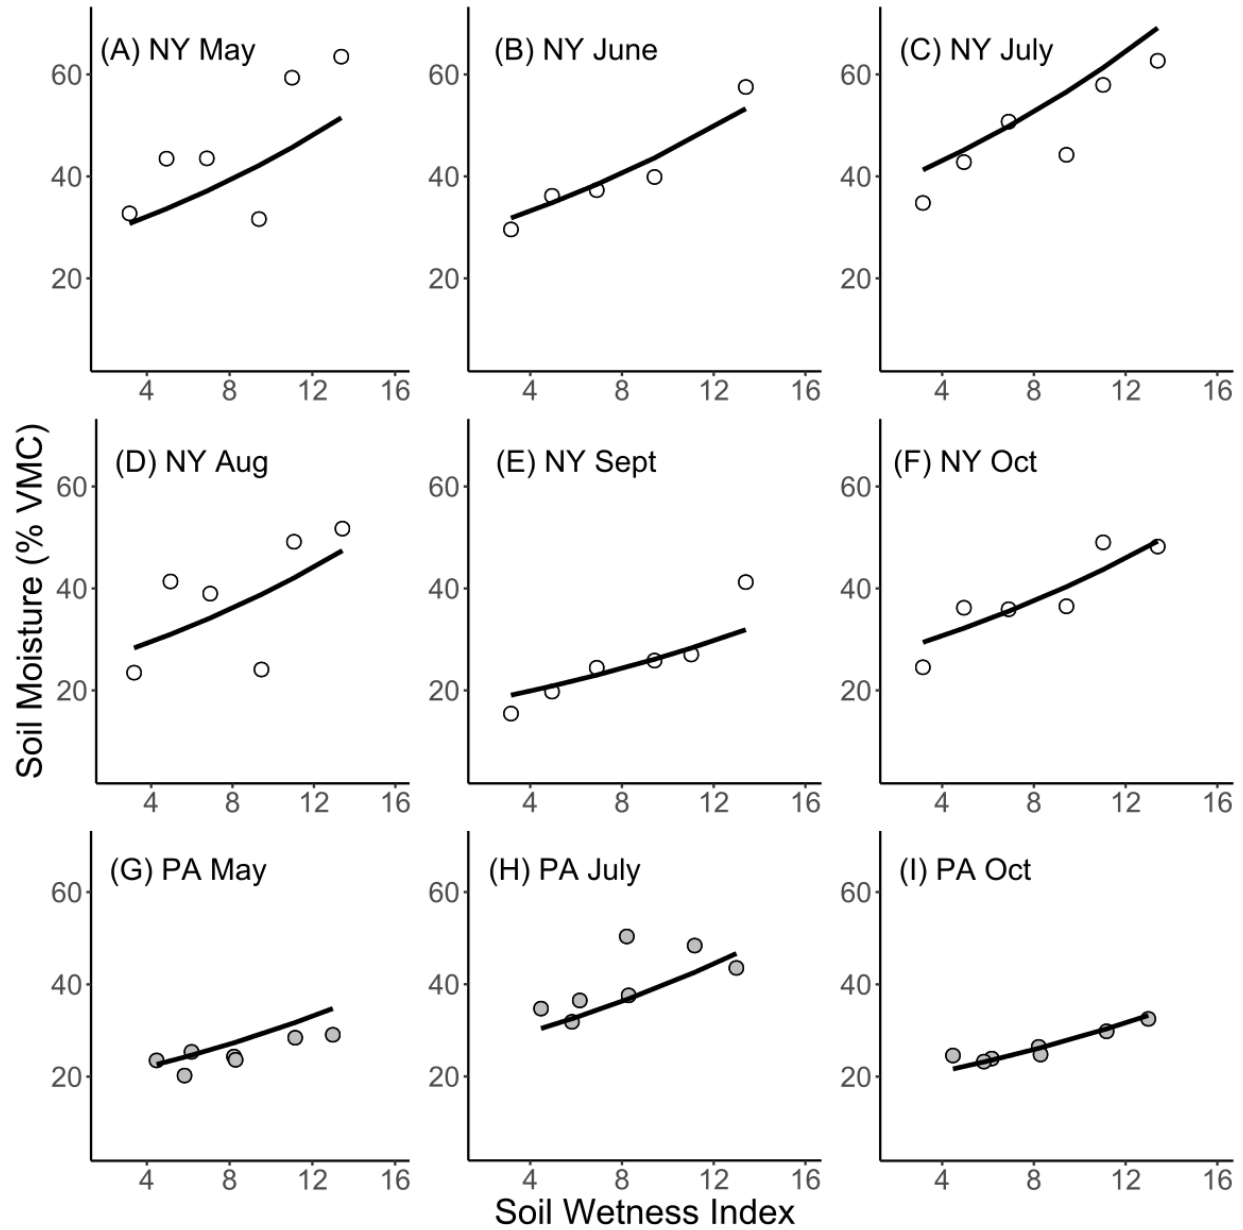 (A) NY May
60
40
20
4 8 12 16
(B) NY June
60
40
20
4 8 12 16
(C) NY July
60
40
20
4 8 12 16
Soil Moisture (% VMC)
(D) NY Aug
60
40
20
4 8 12 16
(E) NY Sept
60
40
20
4 8 12 16
(F) NY Oct
60
40
20
4 8 12 16
(G) PA May
60
40
20
4 8 12 16
(H) PA July
60
40
20
4 8 12 16
(I) PA Oct
60
40
20
4 8 12 16
Soil Wetness Index